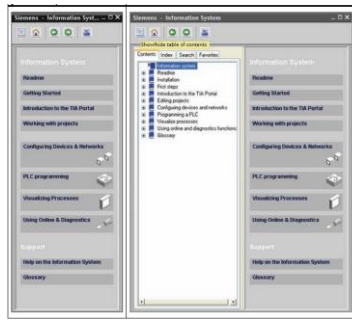 Siemens - Information Syst...
Information System
Readme
Getting Started
Introduction to the TIA Portal
Working with projects
Configuring Devices & Networks
PLC programming
Visualizing Processes
Using Online & Diagnostics
Support
Help on the Information System
Glossary
Siemens - Information System
Show/hide table of contents
Contents Index Search Favorites
Information system
Readme
Installation
First steps
Introduction to the TIA Portal
Editing projects
Configuring devices and networks
Programming a PLC
Visualize processes
Using online and diagnostics functions
Glossary
Information System
Readme
Getting Started
Introduction to the TIA Portal
Working with projects
Configuring Devices & Networks
PLC programming
Visualizing Processes
Using Online & Diagnostics
Support
Help on the Information System
Glossary